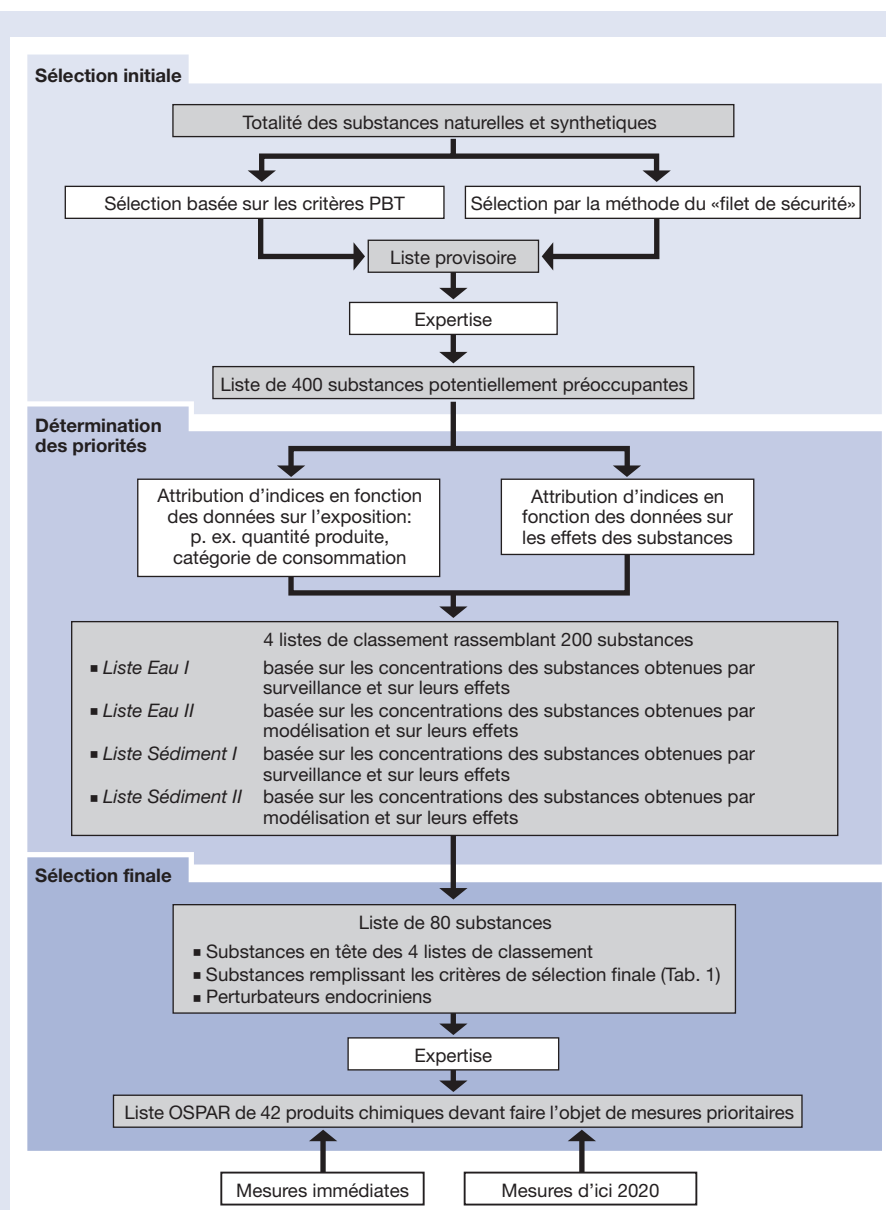 Sélection initiale
Totalité des substances naturelles et synthetiques
Sélection basée sur les critères PBT
Sélection par la méthode du «filet de sécurité»
Liste provisoire
Expertise
Liste de 400 substances potentiellement préoccupantes
Détermination
des priorités
Attribution d'indices en fonction
des données sur l'exposition:
p. ex. quantité produite,
catégorie de consommation
Attribution d'indices en
fonction des données sur
les effets des substances
4 listes de classement rassemblant 200 substances
▪ Liste Eau I basée sur les concentrations des substances obtenues par
surveillance et sur leurs effets
▪ Liste Eau II basée sur les concentrations des substances obtenues par
modélisation et sur leurs effets
▪ Liste Sédiment I basée sur les concentrations des substances obtenues par
surveillance et sur leurs effets
▪ Liste Sédiment II basée sur les concentrations des substances obtenues par
modélisation et sur leurs effets
Sélection finale
Liste de 80 substances
▪ Substances en tête des 4 listes de classement
▪ Substances remplissant les critères de sélection finale (Tab. 1)
▪ Perturbateurs endocriniens
Expertise
Liste OSPAR de 42 produits chimiques devant faire l'objet de mesures prioritaires
Mesures immédiates
Mesures d'ici 2020